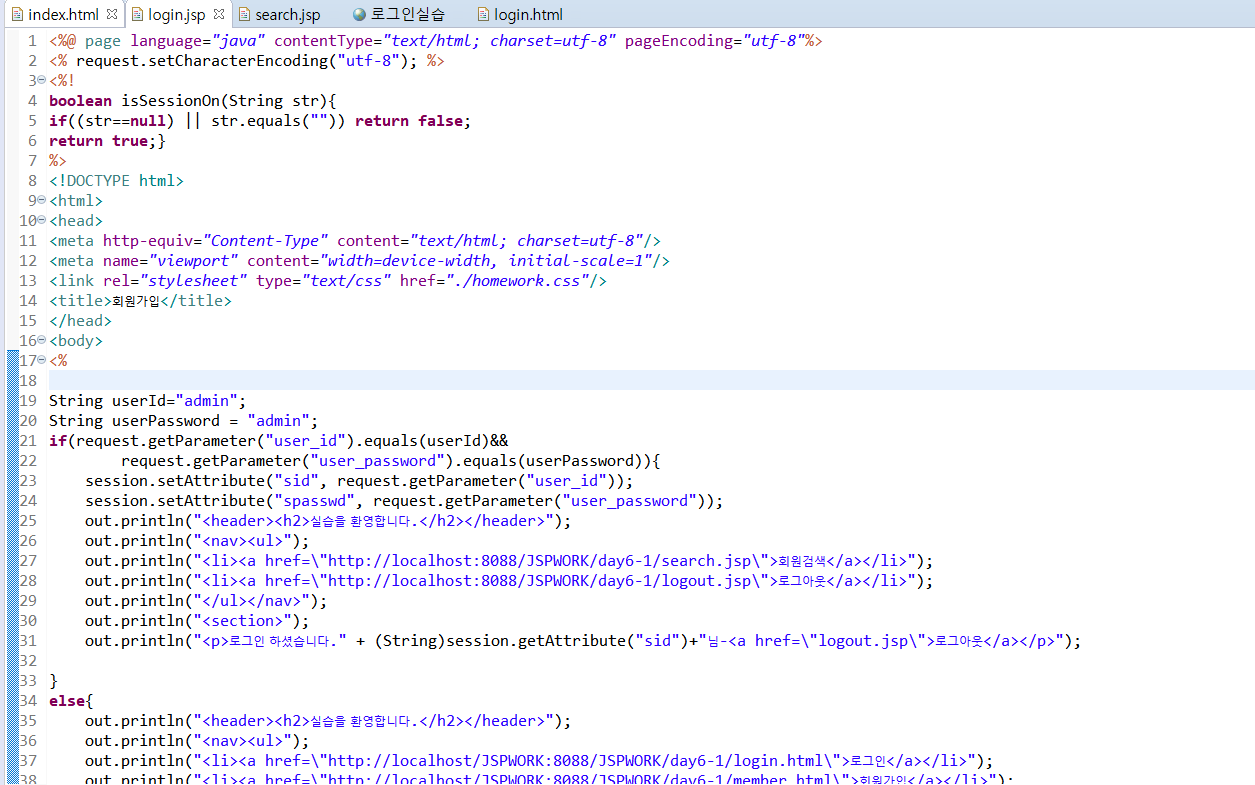 index.html login.jsp search.jsp 로그인실습 login.html
1 <%@ page language="java" contentType="text/html; charset=utf-8" pageEncoding="utf-8"%>
2 <% request.setCharacterEncoding("utf-8"); %>
3 <%!
4 boolean isSessionOn(String str){
5 if((str==null) || str.equals("")) return false;
6 return true;}
7 %>
8 <!DOCTYPE html>
9 <html>
10 <head>
11 <meta http-equiv="Content-Type" content="text/html; charset=utf-8"/>
12 <meta name="viewport" content="width=device-width, initial-scale=1"/>
13 <link rel="stylesheet" type="text/css" href="./homework.css"/>
14 <title>회원가입</title>
15 </head>
16 <body>
17 <%
18
19 String userId="admin";
20 String userPassword = "admin";
21 if(request.getParameter("user_id").equals(userId)&&
22 request.getParameter("user_password").equals(userPassword)){
23 session.setAttribute("sid", request.getParameter("user_id"));
24 session.setAttribute("spasswd", request.getParameter("user_password"));
25 out.println("<header><h2>실습을 환영합니다.</h2></header>");
26 out.println("<nav><ul>");
27 out.println("<li><a href=\"http://localhost:8088/JSPWORK/day6-1/search.jsp\">회원검색</a></li>");
28 out.println("<li><a href=\"http://localhost:8088/JSPWORK/day6-1/logout.jsp\">로그아웃</a></li>");
29 out.println("</ul></nav>");
30 out.println("<section>");
31 out.println("<p>로그인 하셨습니다." + (String)session.getAttribute("sid")+"님-<a href=\"logout.jsp\">로그아웃</a></p>");
32
33 }
34 else{
35 out.println("<header><h2>실습을 환영합니다.</h2></header>");
36 out.println("<nav><ul>");
37 out.println("<li><a href=\"http://localhost/JSPWORK:8088/JSPWORK/day6-1/login.html\">로그인</a></li>");
38 out.println("<li><a href=\"http://localhost/JSPWORK:8088/JSPWORK/day6-1/member.html\">회원가입</a></li>");